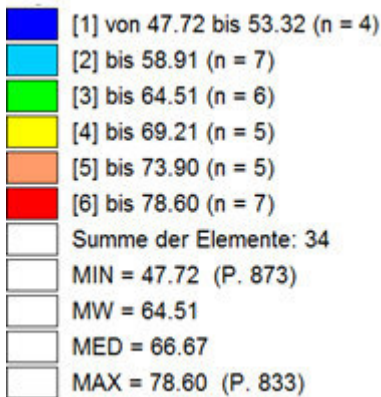 [1] von 47.72 bis 53.32 (n = 4)
[2] bis 58.91 (n = 7)
[3] bis 64.51 (n = 6)
[4] bis 69.21 (n = 5)
[5] bis 73.90 (n = 5)
[6] bis 78.60 (n = 7)
Summe der Elemente: 34
MIN = 47.72 (P. 873)
MW = 64.51
MED = 66.67
MAX = 78.60 (P. 833)